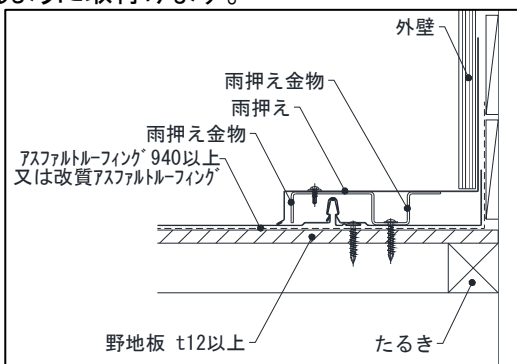 外壁
雨押え金物
雨押え
雨押え金物
アスファルトルーフィング940以上
又は改質アスファルトルーフィング
野地板 t12以上
たるき